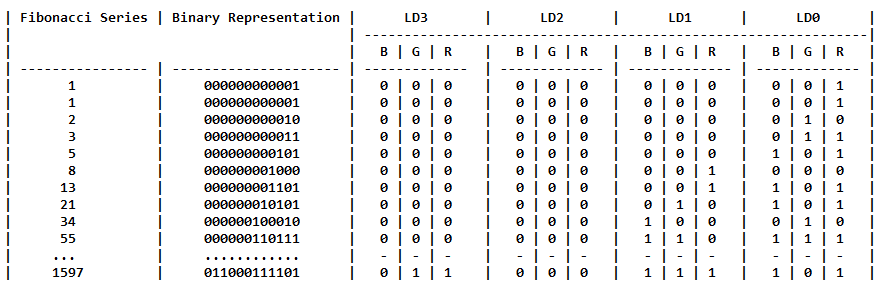 | Fibonacci Series | Binary Representation | LD3 | LD2 | LD1 | LD0 |
| | | --------------------------------------------------------------- |
| | | B | G | R | B | G | R | B | G | R | B | G | R |
| ---------------- | --------------------- | ------------- | ------------- | ------------- | ------------- |
| 1 | 000000000001 | 0 | 0 | 0 | 0 | 0 | 0 | 0 | 0 | 0 | 0 | 0 | 1 |
| 1 | 000000000001 | 0 | 0 | 0 | 0 | 0 | 0 | 0 | 0 | 0 | 0 | 0 | 1 |
| 2 | 000000000010 | 0 | 0 | 0 | 0 | 0 | 0 | 0 | 0 | 0 | 0 | 1 | 0 |
| 3 | 000000000011 | 0 | 0 | 0 | 0 | 0 | 0 | 0 | 0 | 0 | 0 | 1 | 1 |
| 5 | 000000000101 | 0 | 0 | 0 | 0 | 0 | 0 | 0 | 0 | 0 | 1 | 0 | 1 |
| 8 | 000000001000 | 0 | 0 | 0 | 0 | 0 | 0 | 0 | 0 | 1 | 0 | 0 | 0 |
| 13 | 000000001101 | 0 | 0 | 0 | 0 | 0 | 0 | 0 | 0 | 1 | 1 | 0 | 1 |
| 21 | 000000010101 | 0 | 0 | 0 | 0 | 0 | 0 | 0 | 1 | 0 | 1 | 0 | 1 |
| 34 | 000000100010 | 0 | 0 | 0 | 0 | 0 | 0 | 1 | 0 | 0 | 0 | 1 | 0 |
| 55 | 000000110111 | 0 | 0 | 0 | 0 | 0 | 0 | 1 | 1 | 0 | 1 | 1 | 1 |
| ... | ............ | - | - | - | - | - | - | - | - | - | - | - | - |
| 1597 | 011000111101 | 0 | 1 | 1 | 0 | 0 | 0 | 1 | 1 | 1 | 1 | 0 | 1 |